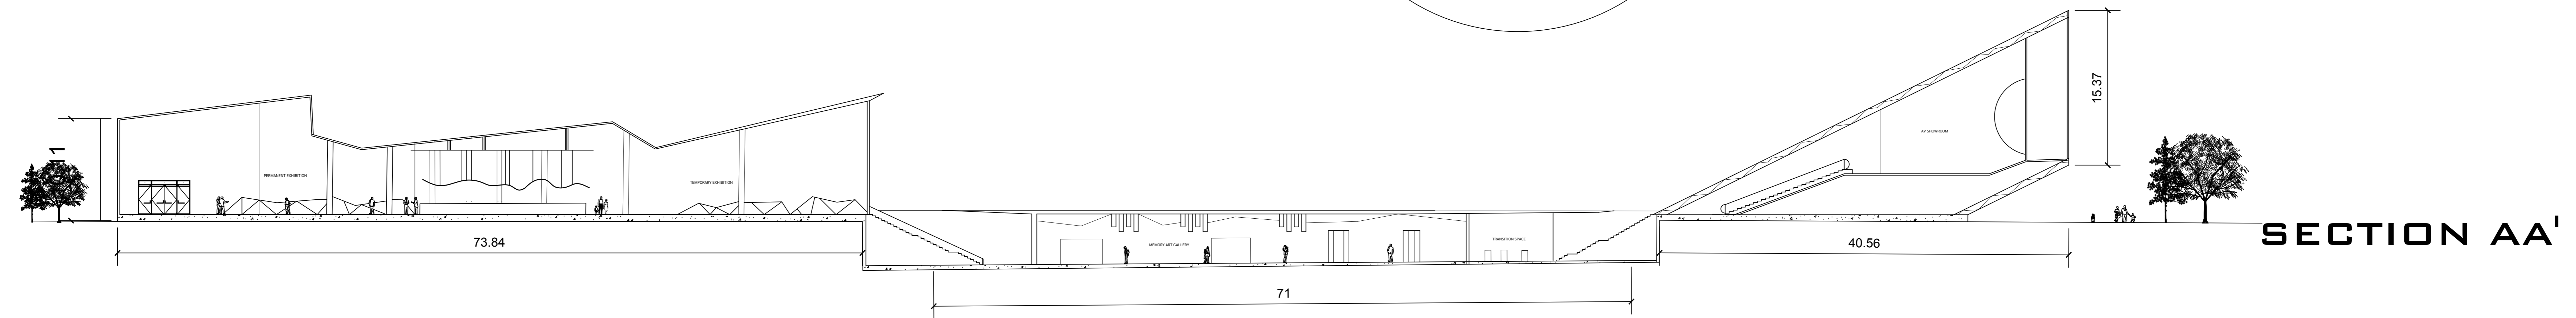 15.37
AV SHOWROOM
PERMAMENT EXHIBITION
TEMPORARY EXHIBITION
MEMORY ART GALLERY
TRANSITION SPACE
73.84
40.56
SECTION AA'
71